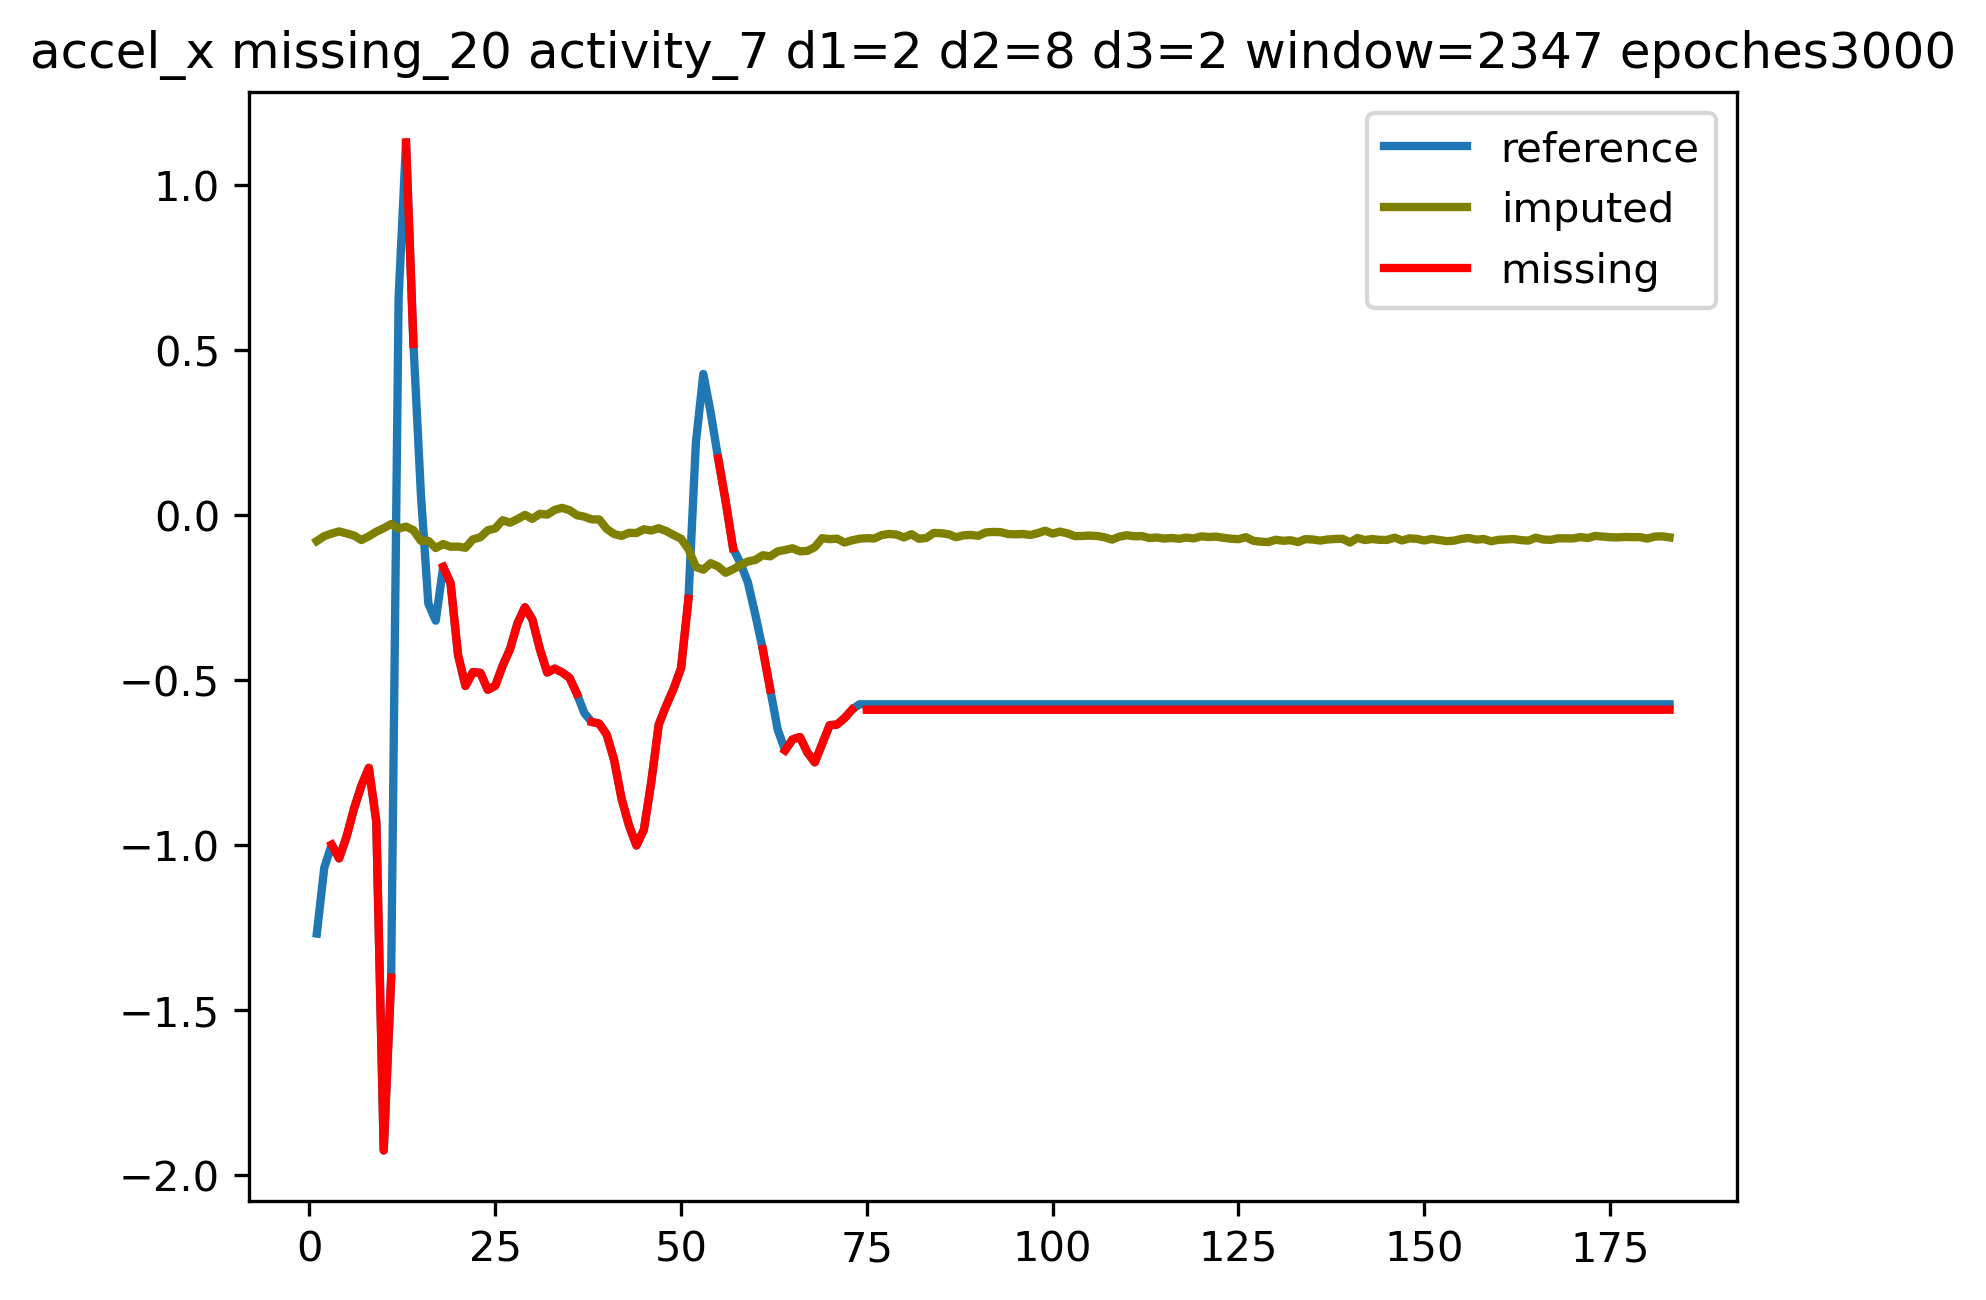 accel_x missing_20 activity_7 d1=2 d2=8 d3=2 window=2347 epoches3000
reference
imputed
missing
1.0
0.5
0.0
−0.5
−1.0
−1.5
−2.0
0 25 50 75 100 125 150 175